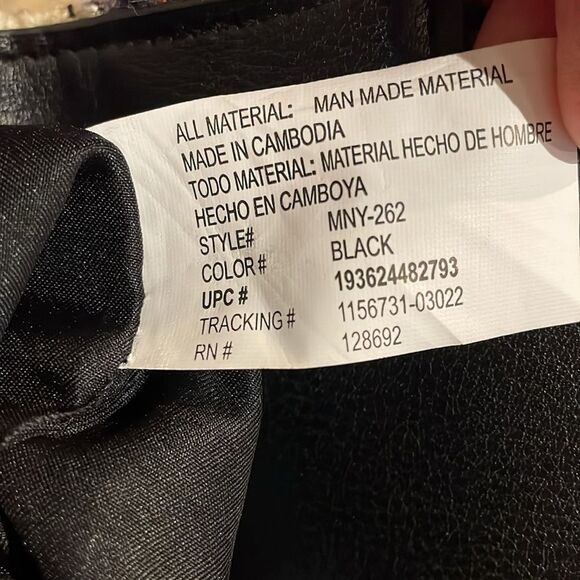 ALL MATERIAL: MAN MADE MATERIAL
MADE IN CAMBODIA
TODO MATERIAL: MATERIAL HECHO DE HOMBRE
HECHO EN CAMBOYA
STYLE# MNY-262
COLOR# BLACK
UPC # 193624482793
TRACKING # 1156731-03022
RN # 128692